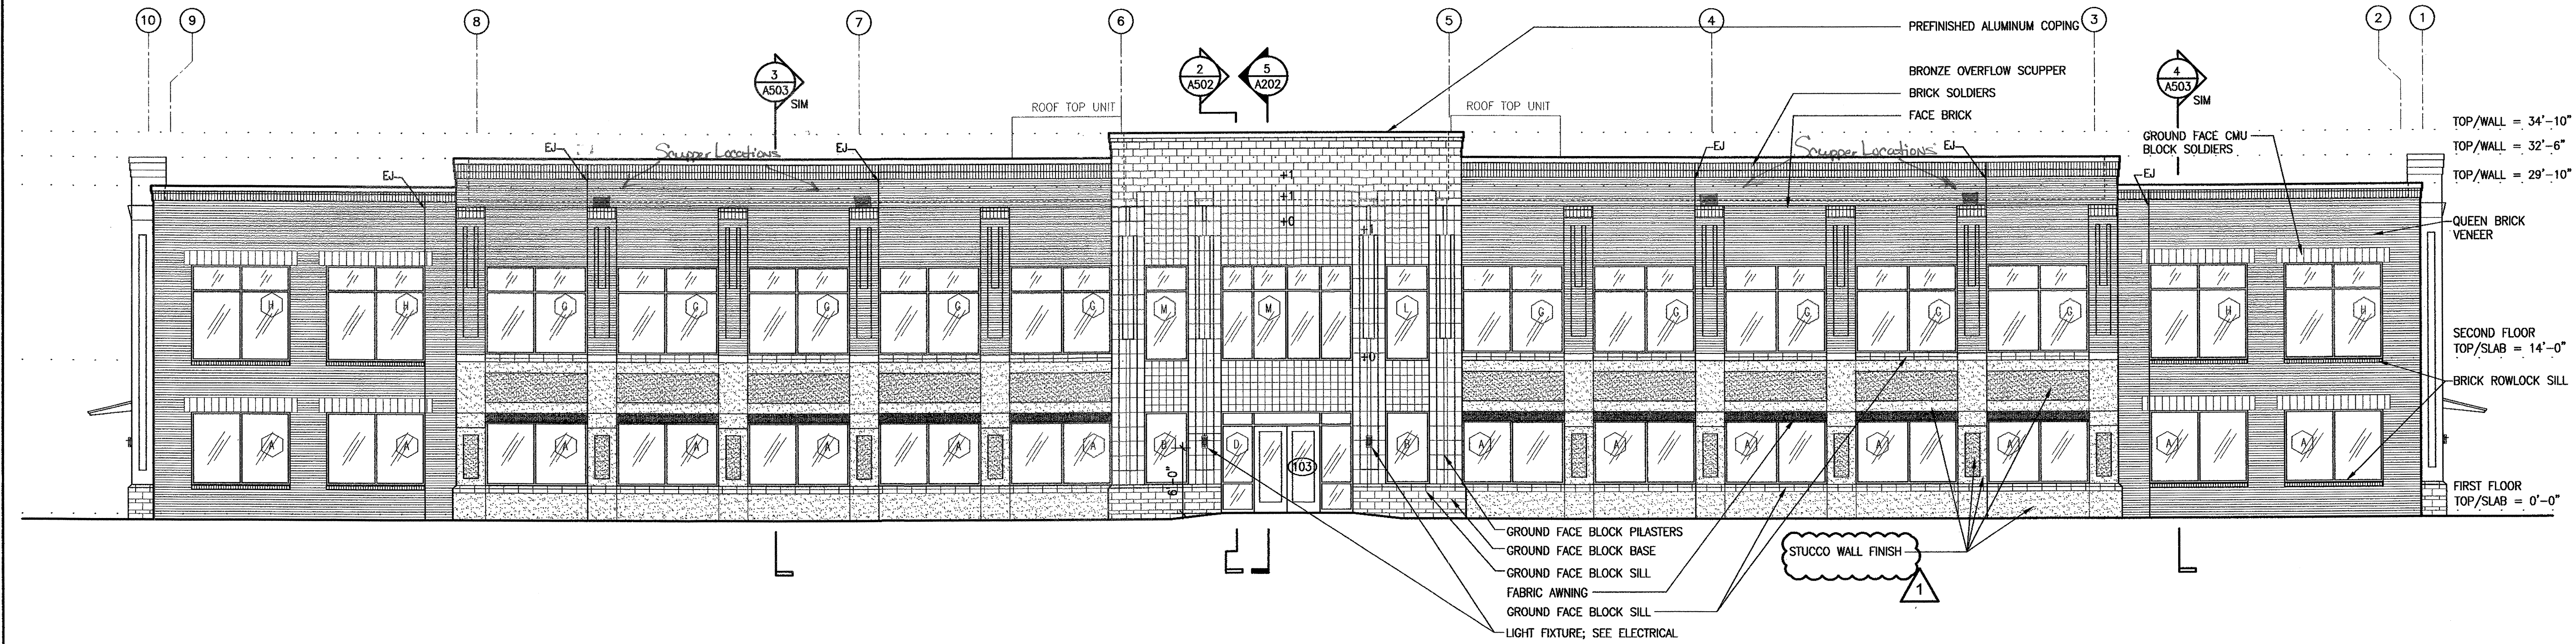 10 9 8 7 6 5 4 3 2 1
PREFINISHED ALUMINUM COPING
BRONZE OVERFLOW SCUPPER
BRICK SOLDIERS
FACE BRICK
3
A503
SIM
2
A502
5
A202
4
A503
SIM
ROOF TOP UNIT
ROOF TOP UNIT
GROUND FACE CMU
BLOCK SOLDIERS
TOP/WALL = 34'-10"
TOP/WALL = 32'-6"
TOP/WALL = 29'-10"
EJ EJ EJ EJ EJ EJ
Scupper Locations
Scupper Locations
+1
+1
+0
+1
+0
QUEEN BRICK
VENEER
H H G G G G G M M L G G G G G H H
SECOND FLOOR
TOP/SLAB = 14'-0"
BRICK ROWLOCK SILL
A A A A A A A B D 103 B A A A A A A A
6'-0"
FIRST FLOOR
TOP/SLAB = 0'-0"
GROUND FACE BLOCK PILASTERS
GROUND FACE BLOCK BASE
GROUND FACE BLOCK SILL
FABRIC AWNING
GROUND FACE BLOCK SILL
LIGHT FIXTURE; SEE ELECTRICAL
STUCCO WALL FINISH
1